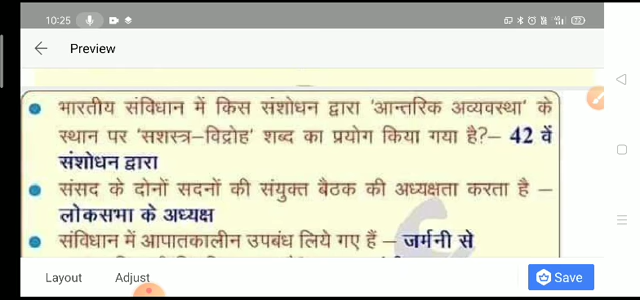 10:25
Preview
भारतीय संविधान में किस संशोधन द्वारा 'आन्तरिक अव्यवस्था' के
स्थान पर 'सशस्त्र-विद्रोह' शब्द का प्रयोग किया गया है?– 42 वें
संशोधन द्वारा
संसद के दोनों सदनों की संयुक्त बैठक की अध्यक्षता करता है –
लोकसभा के अध्यक्ष
संविधान में आपातकालीन उपबंध लिये गए हैं – जर्मनी से
Layout Adjust Save